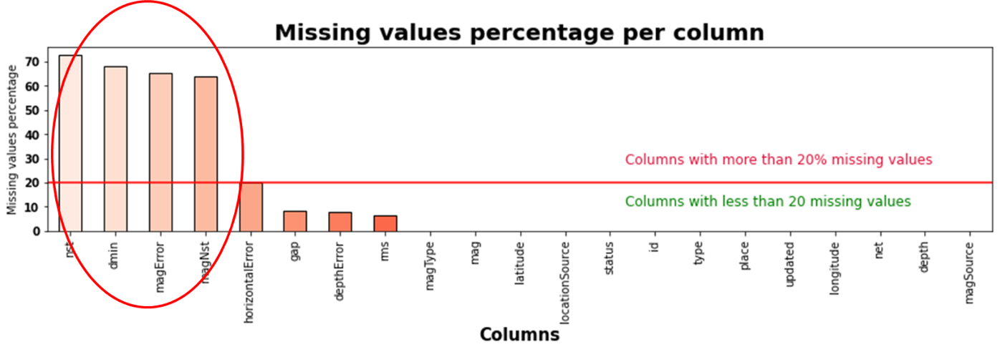 Missing values percentage per column
Missing values percentage
70
60
50
40
30
20
10
0
Columns with more than 20% missing values
Columns with less than 20 missing values
nst
dmin
magError
magNst
horizontalError
gap
depthError
rms
magType
mag
latitude
locationSource
status
id
type
place
updated
longitude
net
depth
magSource
Columns